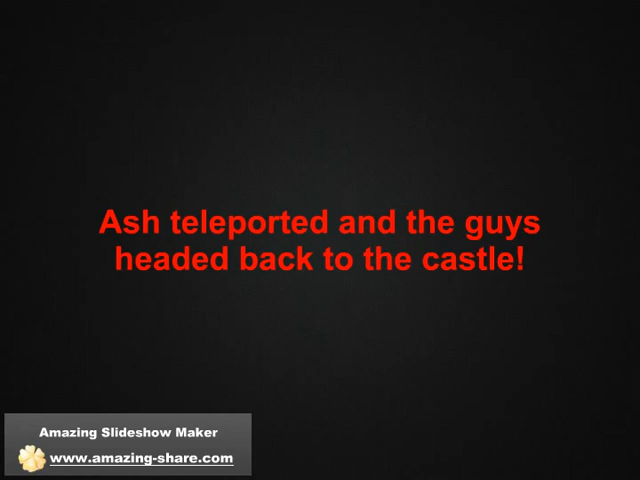 Ash teleported and the guys
headed back to the castle!
Amazing Slideshow Maker
www.amazing-share.com